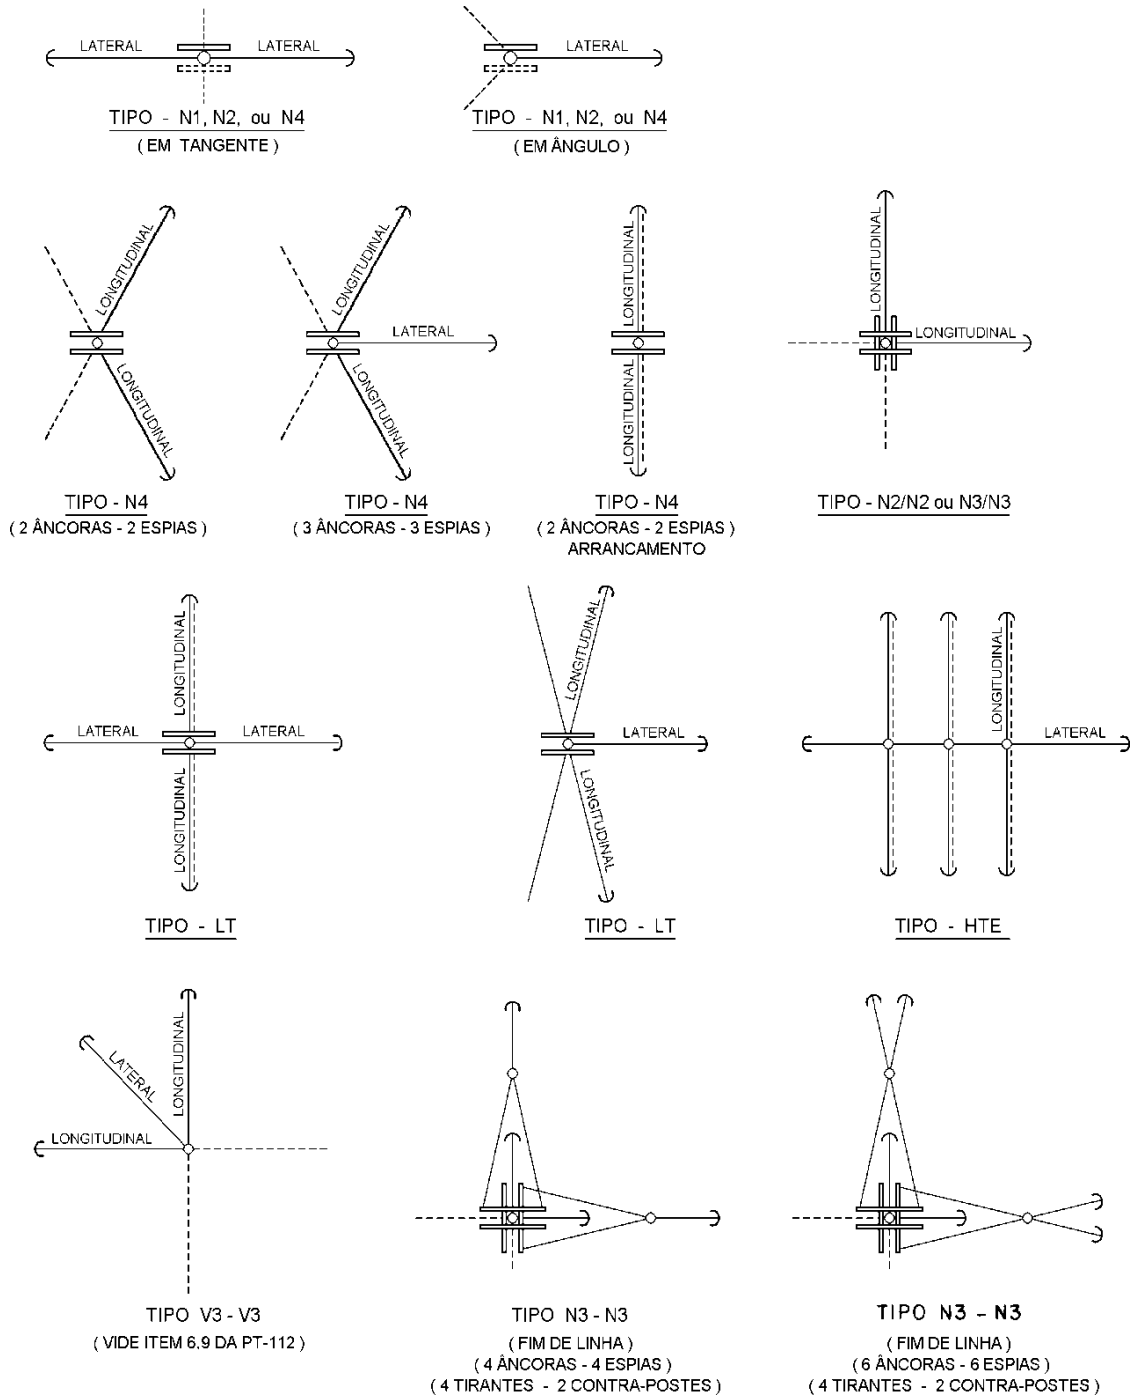 LATERAL
LATERAL
TIPO - N1, N2, ou N4
( EM TANGENTE )
LATERAL
TIPO - N1, N2, ou N4
( EM ÂNGULO )
LONGITUDINAL
LONGITUDINAL
TIPO - N4
( 2 ÂNCORAS - 2 ESPIAS )
LONGITUDINAL
LATERAL
LONGITUDINAL
TIPO - N4
( 3 ÂNCORAS - 3 ESPIAS )
LONGITUDINAL
LONGITUDINAL
TIPO - N4
( 2 ÂNCORAS - 2 ESPIAS )
ARRANCAMENTO
LONGITUDINAL
LONGITUDINAL
TIPO - N2/N2 ou N3/N3
LONGITUDINAL
LATERAL
LATERAL
LONGITUDINAL
TIPO - LT
LONGITUDINAL
LATERAL
LONGITUDINAL
TIPO - LT
LONGITUDINAL
LATERAL
TIPO - HTE
LONGITUDINAL
LATERAL
LONGITUDINAL
TIPO V3 - V3
( VIDE ITEM 6.9 DA PT-112 )
TIPO N3 - N3
( FIM DE LINHA )
( 4 ÂNCORAS - 4 ESPIAS )
( 4 TIRANTES - 2 CONTRA-POSTES )
TIPO N3 - N3
( FIM DE LINHA )
( 6 ÂNCORAS - 6 ESPIAS )
( 4 TIRANTES - 2 CONTRA-POSTES )